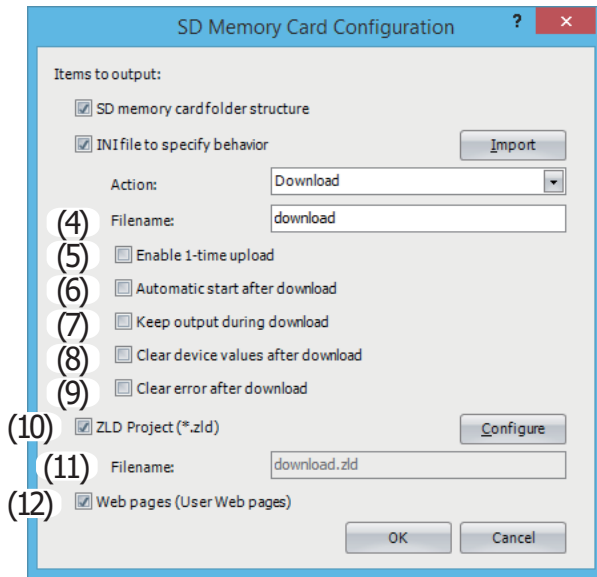 SD Memory Card Configuration ? ×
Items to output:
SD memory card folder structure
INI file to specify behavior Import
Action: Download
(4) Filename: download
(5) Enable 1-time upload
(6) Automatic start after download
(7) Keep output during download
(8) Clear device values after download
(9) Clear error after download
(10) ZLD Project (*.zld) Configure
(11) Filename: download.zld
(12) Web pages (User Web pages)
OK Cancel